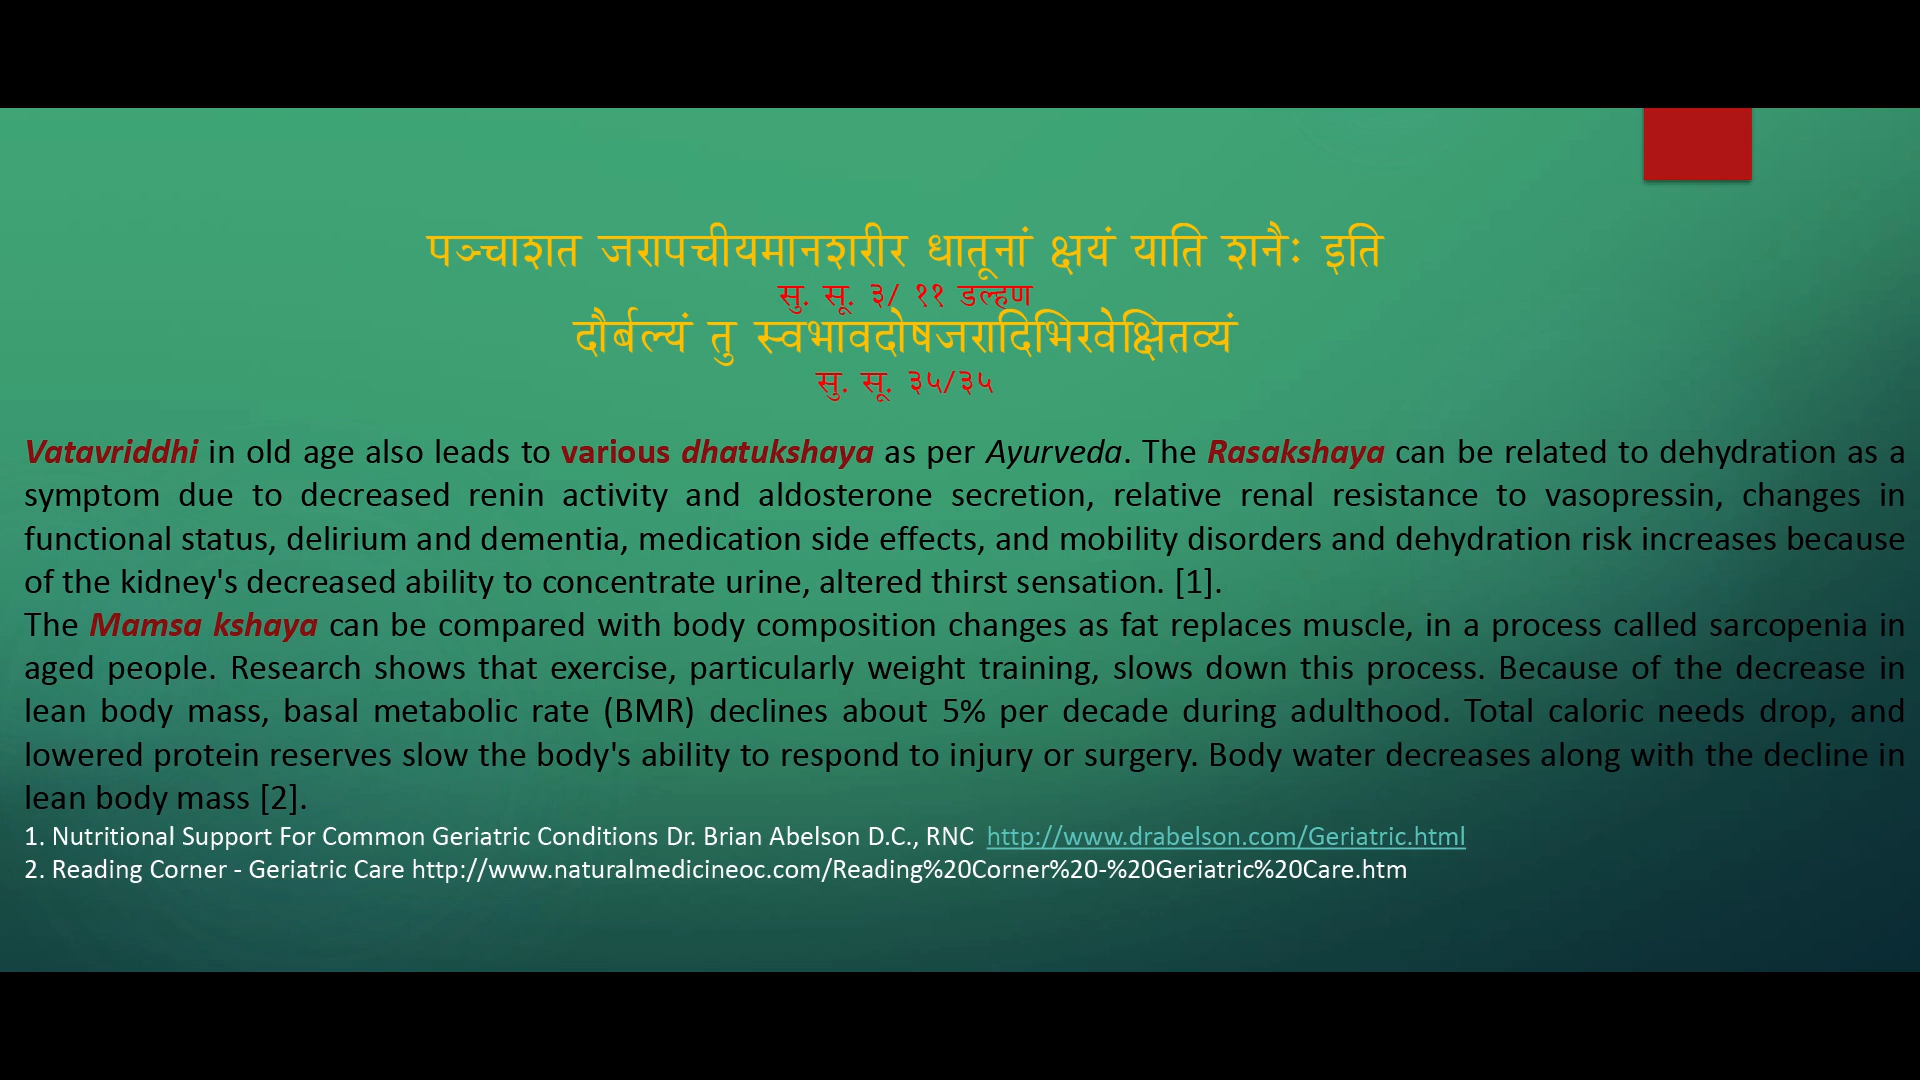 पञ्चाशत जरापचीयमानशरीर धातूनां क्षयं याति शनैः इति
सु. सू. ३/ ११ डल्हण
दौर्बल्यं तु स्वभावदोषजरादिभिरवेक्षितव्यं
सु. सू. ३५/३५
Vatavriddhi in old age also leads to various dhatukshaya as per Ayurveda. The Rasakshaya can be related to dehydration as a
symptom due to decreased renin activity and aldosterone secretion, relative renal resistance to vasopressin, changes in
functional status, delirium and dementia, medication side effects, and mobility disorders and dehydration risk increases because
of the kidney's decreased ability to concentrate urine, altered thirst sensation. [1].
The Mamsa kshaya can be compared with body composition changes as fat replaces muscle, in a process called sarcopenia in
aged people. Research shows that exercise, particularly weight training, slows down this process. Because of the decrease in
lean body mass, basal metabolic rate (BMR) declines about 5% per decade during adulthood. Total caloric needs drop, and
lowered protein reserves slow the body's ability to respond to injury or surgery. Body water decreases along with the decline in
lean body mass [2].
1. Nutritional Support For Common Geriatric Conditions Dr. Brian Abelson D.C., RNC http://www.drabelson.com/Geriatric.html
2. Reading Corner - Geriatric Care http://www.naturalmedicineoc.com/Reading%20Corner%20-%20Geriatric%20Care.htm